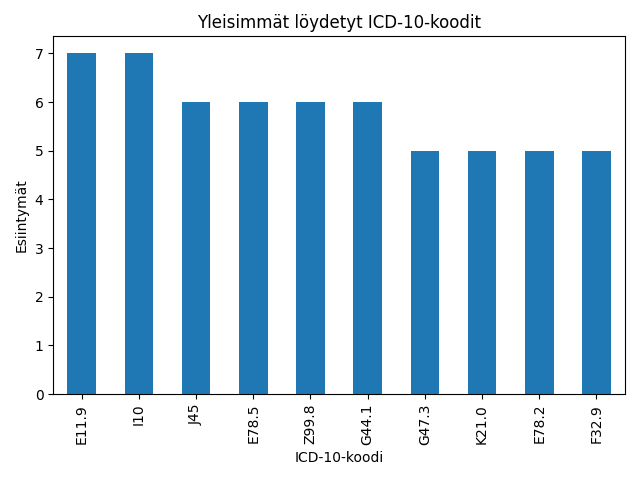 Yleisimmät löydetyt ICD-10-koodit
Esiintymät
7
6
5
4
3
2
1
0
E11.9
I10
J45
E78.5
Z99.8
G44.1
G47.3
K21.0
E78.2
F32.9
ICD-10-koodi